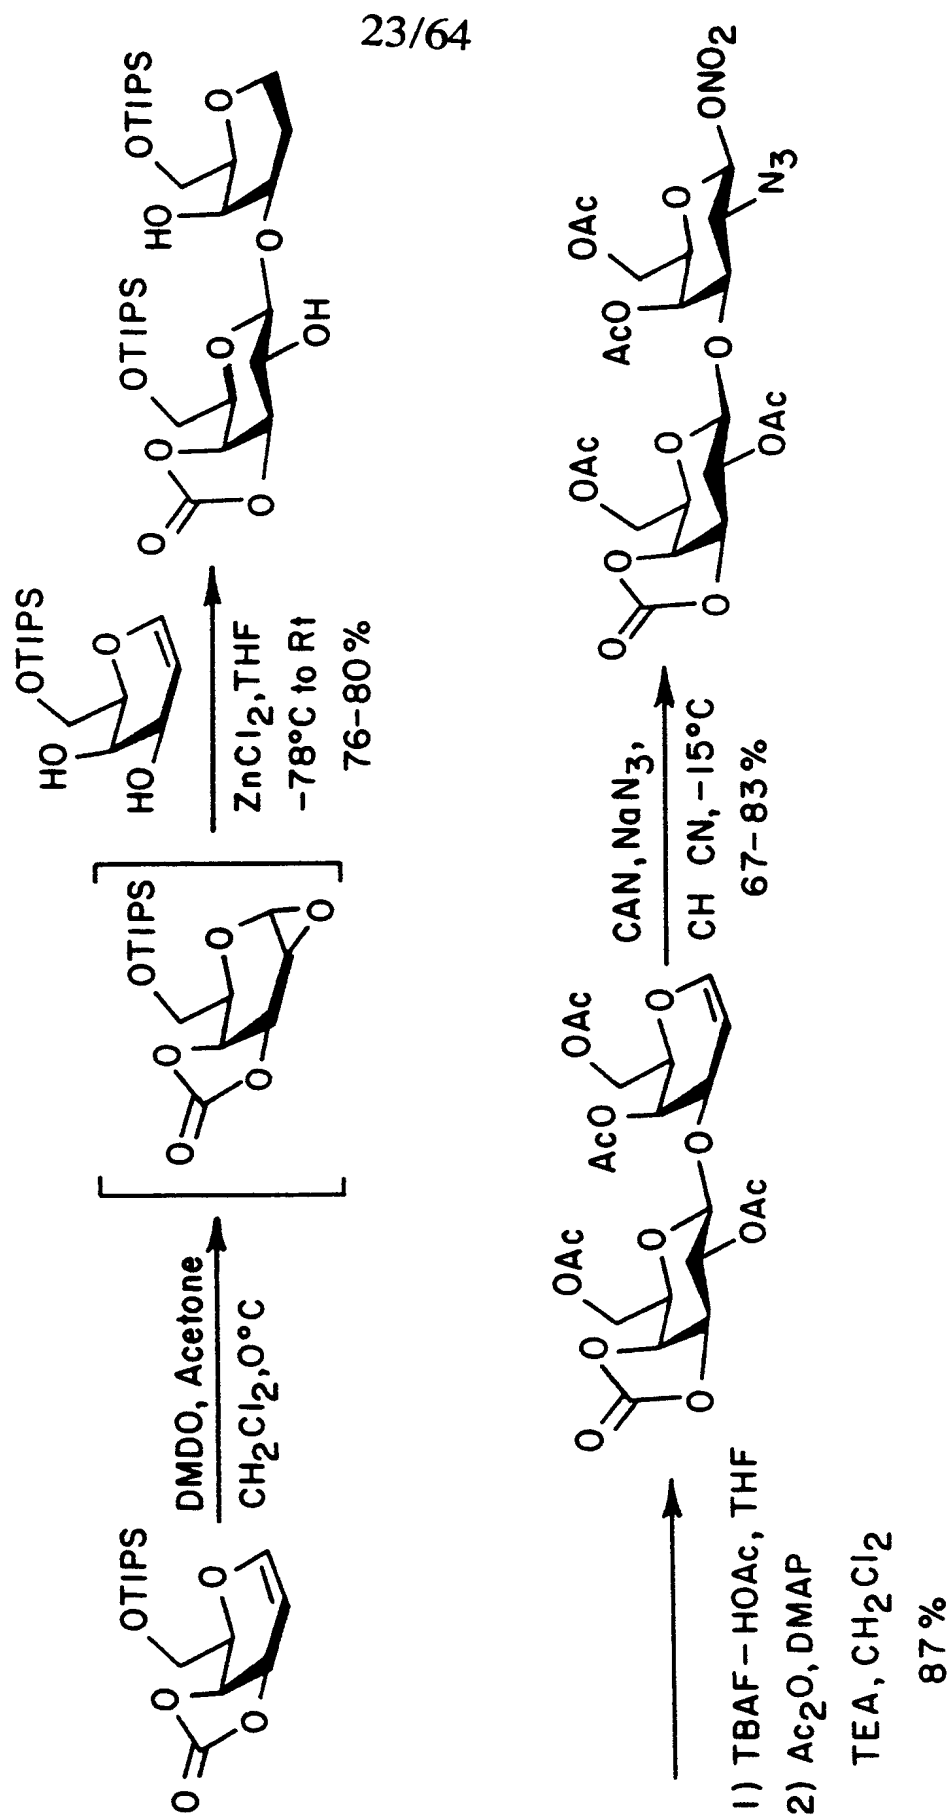 23/64
OTIPS
O
O
O
O
DMDO, Acetone
CH2Cl2, 0°C
OTIPS
O
O
O
O
O
OTIPS
HO
O
HO
ZnCl2, THF
-78°C to Rt
76-80%
OTIPS
O
O
O
O
OH
O
HO
OTIPS
O
1) TBAF-HOAc, THF
2) Ac2O, DMAP
TEA, CH2Cl2
87%
OAc
O
O
O
O
OAc
O
AcO
OAc
O
CAN, NaN3,
CH CN, -15°C
67-83%
OAc
O
O
O
O
OAc
O
AcO
OAc
O
N3
ONO2